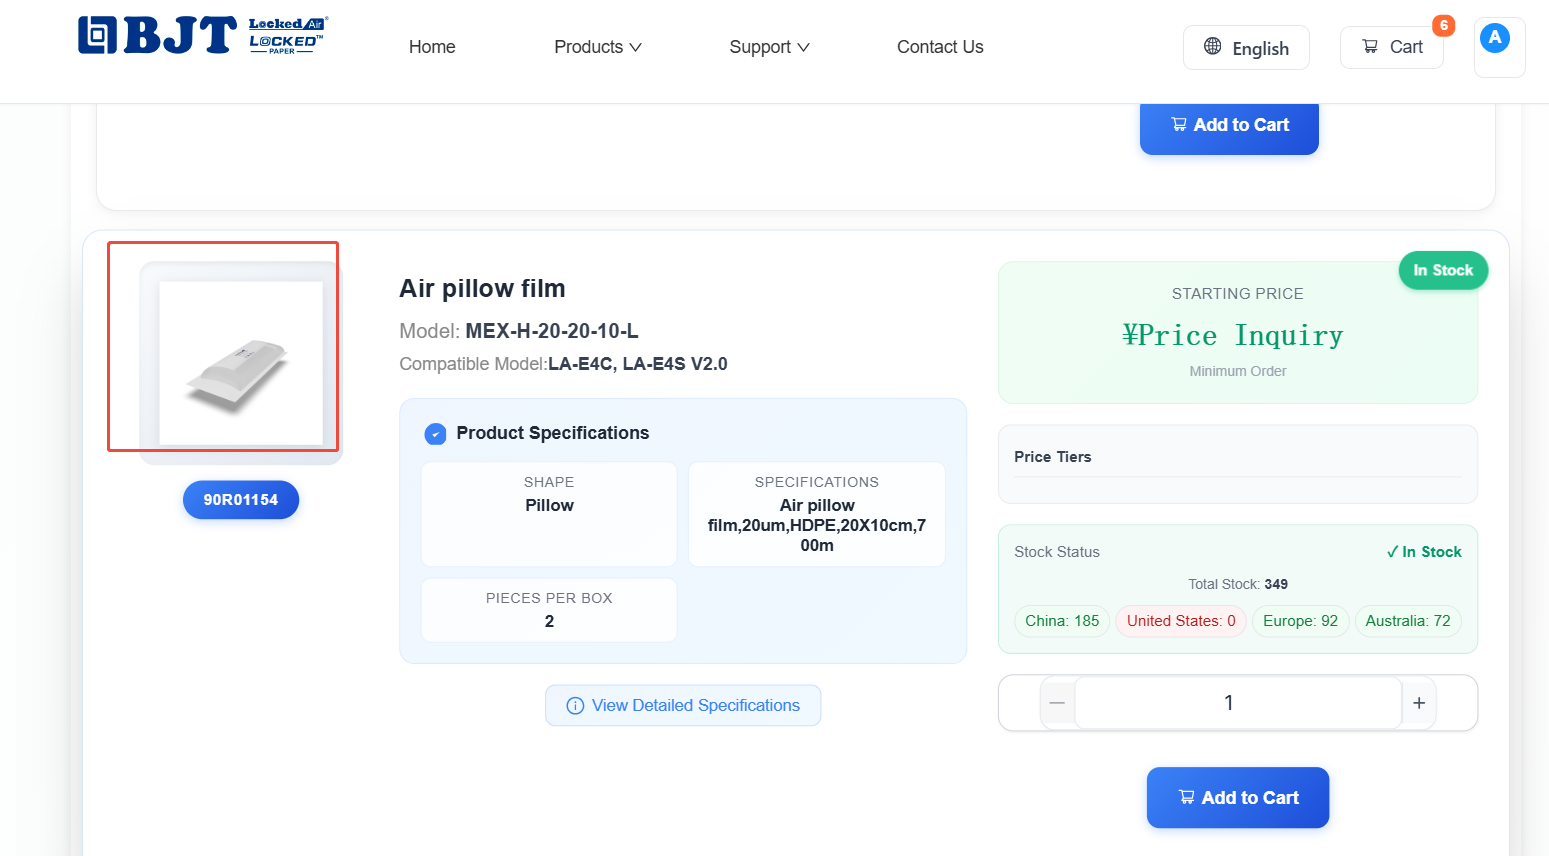 BJT
Locked Air
LOCKED™
PAPER
Home
Products
Support
Contact Us
English
Cart
6
A
Add to Cart
Air pillow film
Model: MEX-H-20-20-10-L
Compatible Model:LA-E4C, LA-E4S V2.0
90R01154
Product Specifications
SHAPE
Pillow
SPECIFICATIONS
Air pillow
film,20um,HDPE,20X10cm,7
00m
PIECES PER BOX
2
View Detailed Specifications
In Stock
STARTING PRICE
¥Price Inquiry
Minimum Order
Price Tiers
Stock Status
✓ In Stock
Total Stock: 349
China: 185
United States: 0
Europe: 92
Australia: 72
1
Add to Cart